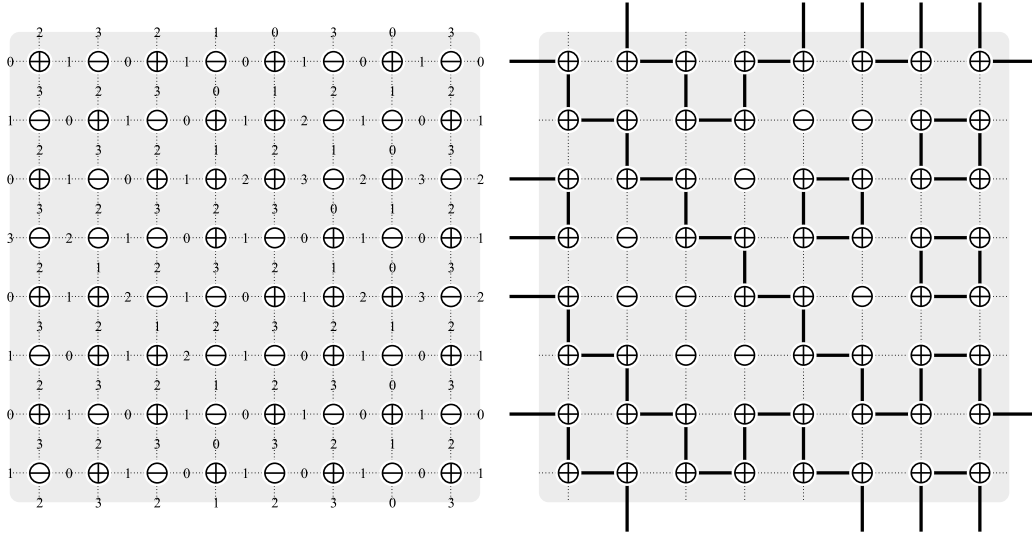 2 3 2 1 0 3 0 3
0 1 0 1 0 1 0 1 0
3 2 3 0 1 2 1 2
1 0 1 0 1 2 1 0 1
2 3 2 1 2 1 0 3
0 1 0 1 2 3 2 3 2
3 2 3 2 3 0 1 2
3 2 1 0 1 0 1 0 1
2 1 2 3 2 1 0 3
0 1 2 1 0 1 2 3 2
3 2 1 2 3 2 1 2
1 0 1 2 1 0 1 0 1
2 3 2 1 2 3 0 3
0 1 0 1 0 1 0 1 0
3 2 3 0 3 2 1 2
1 0 1 0 1 0 1 0 1
2 3 2 1 2 3 0 3